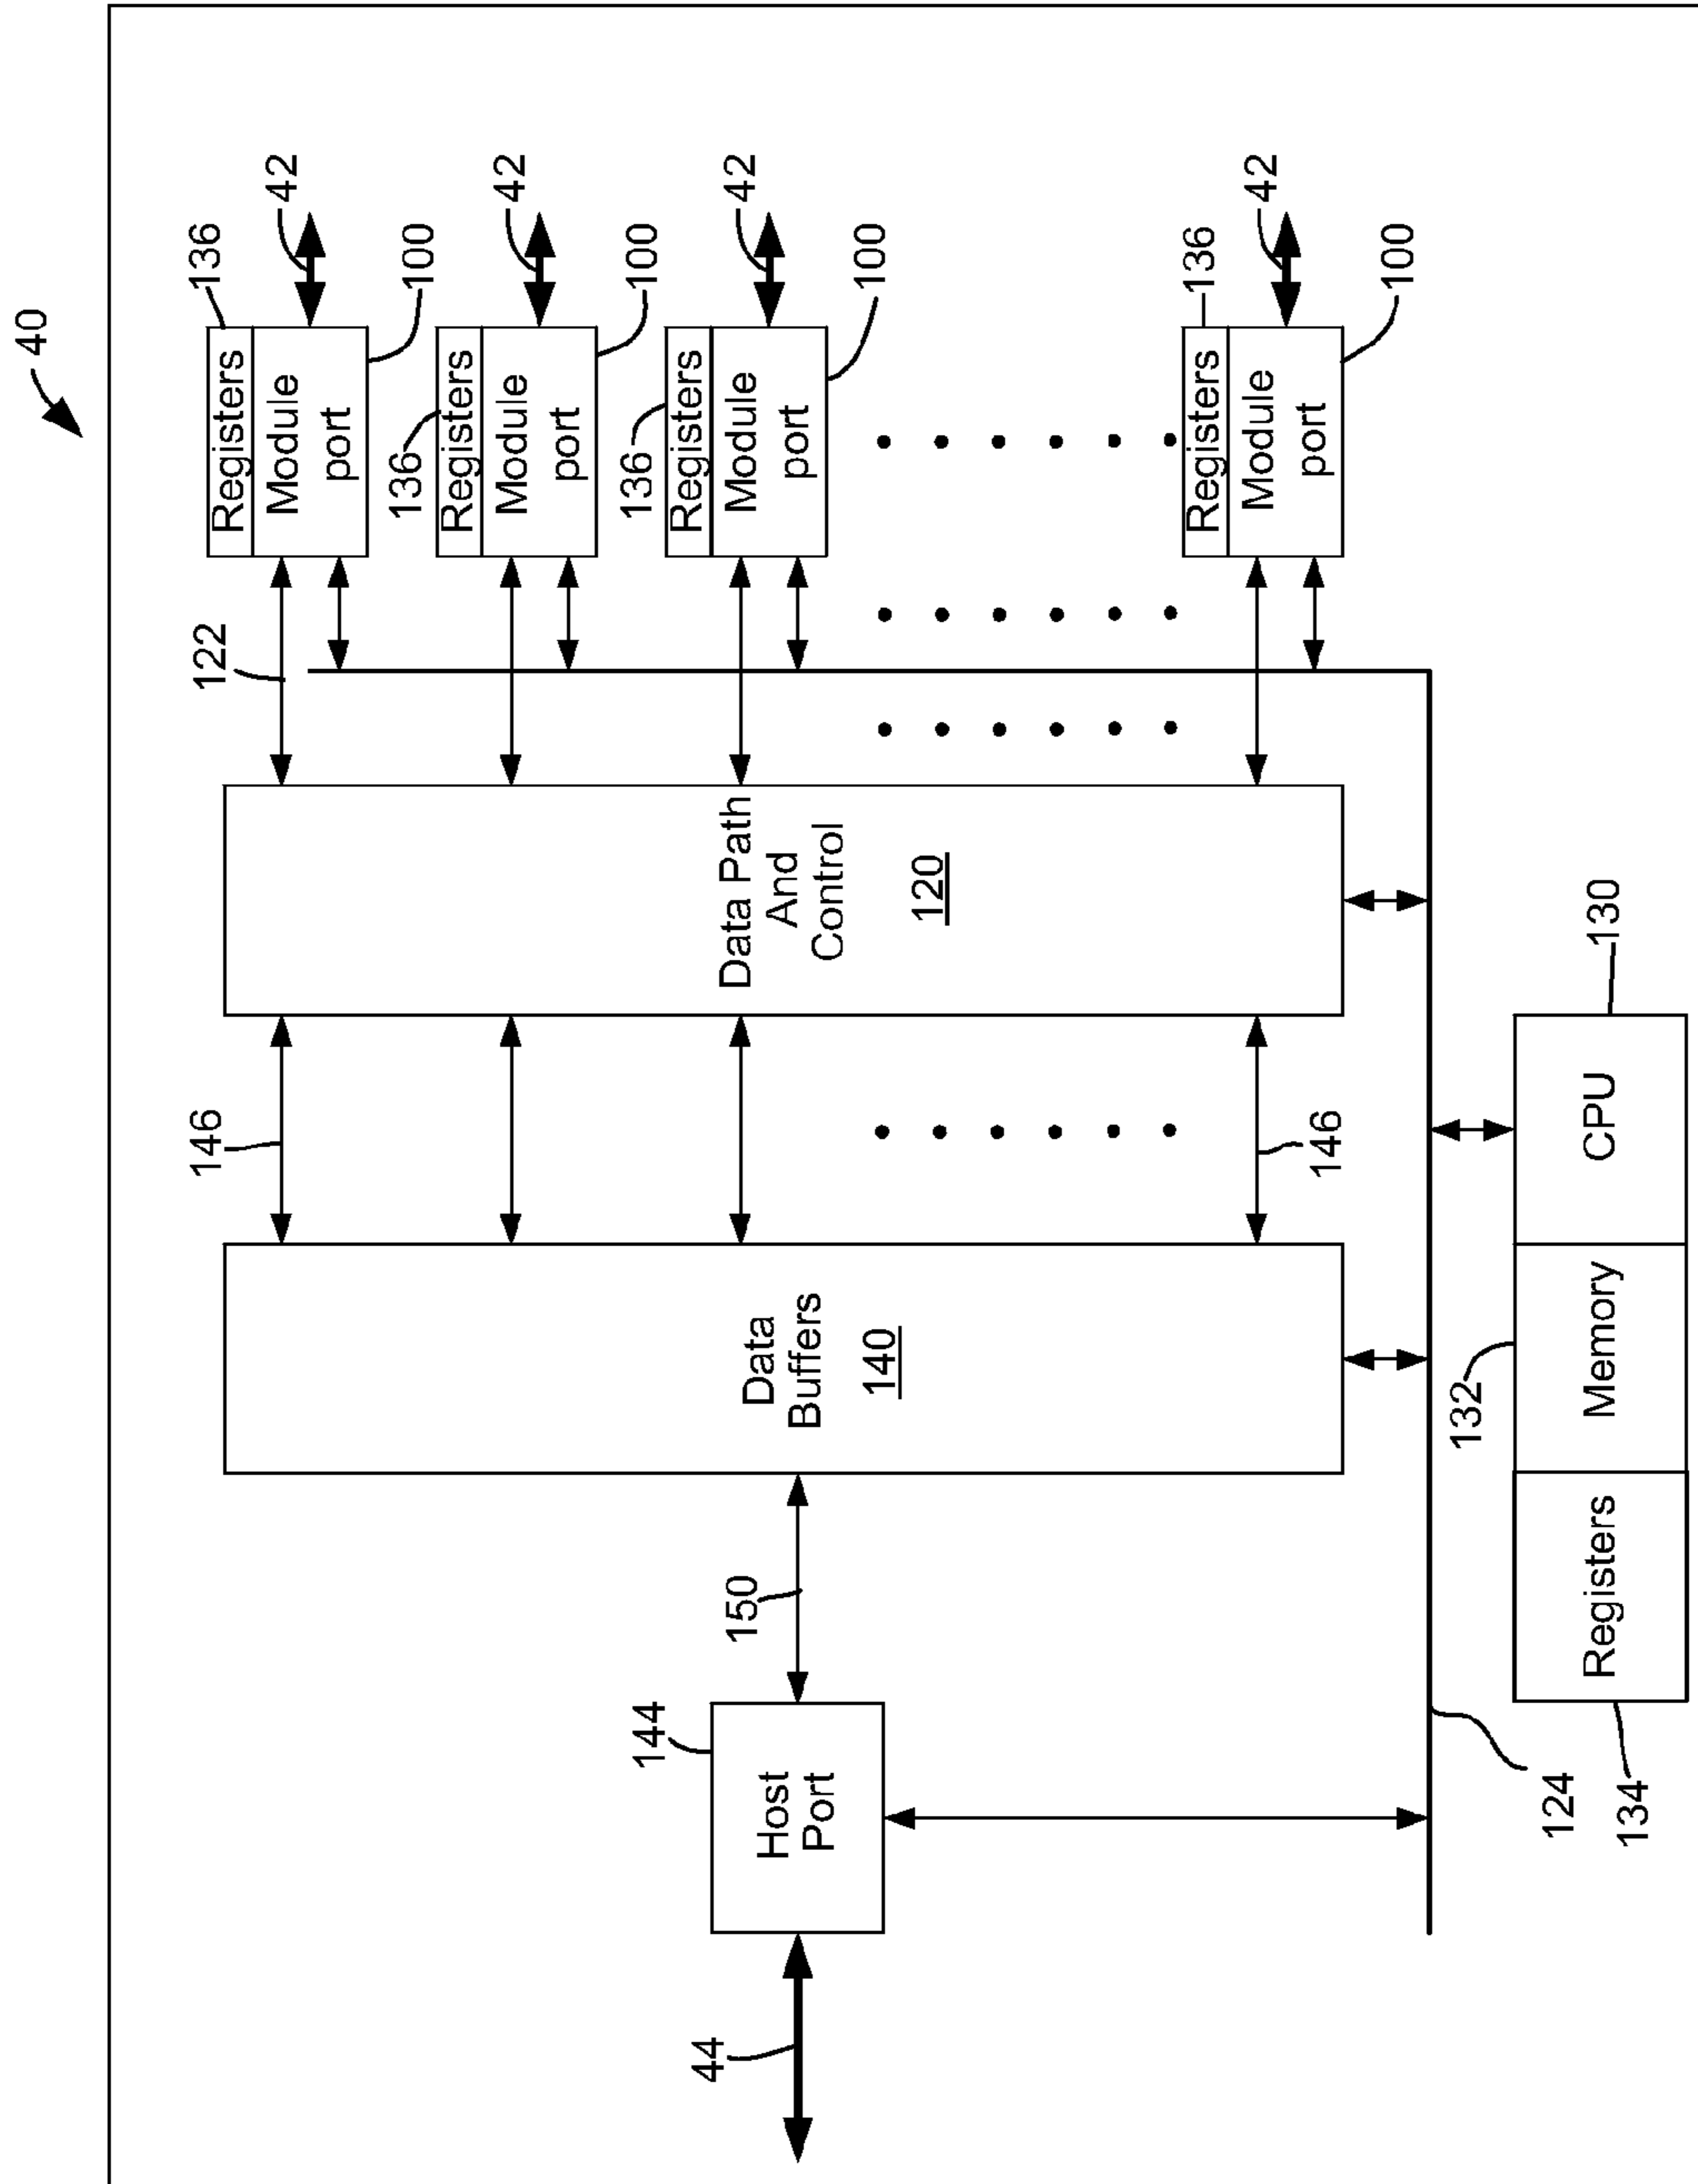 40
136
Registers
Module
port
42
100
122
136
Registers
Module
port
42
100
136
Registers
Module
port
42
100
136
Registers
Module
port
42
100
Data Path
And
Control
120
146
146
Data
Buffers
140
150
144
Host
Port
44
124
CPU
130
Memory
132
Registers
134